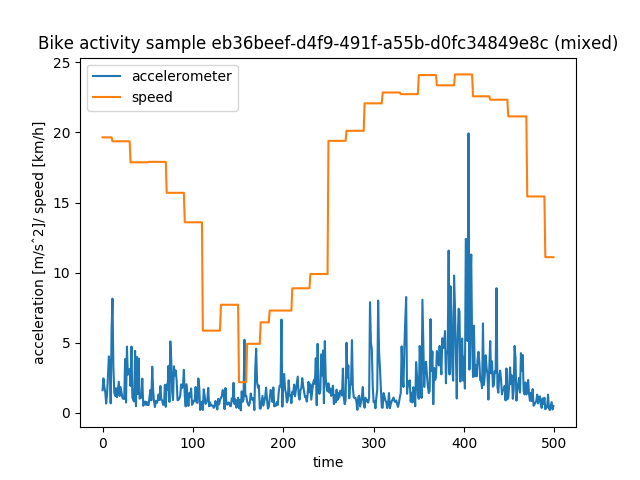 Bike activity sample eb36beef-d4f9-491f-a55b-d0fc34849e8c (mixed)
accelerometer
speed
acceleration [m/s^2]/ speed [km/h]
25
20
15
10
5
0
0 100 200 300 400 500
time